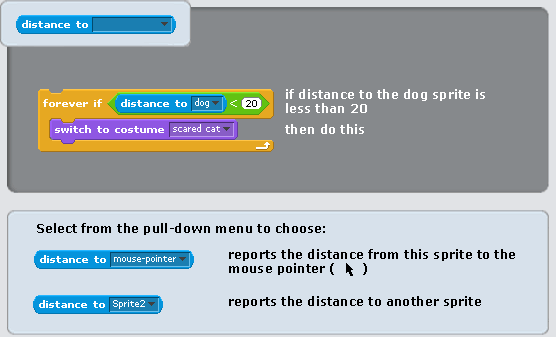 distance to
forever if distance to dog < 20
if distance to the dog sprite is
less than 20
switch to costume scared cat
then do this
Select from the pull-down menu to choose:
distance to mouse-pointer
reports the distance from this sprite to the
mouse pointer ( )
distance to Sprite2
reports the distance to another sprite